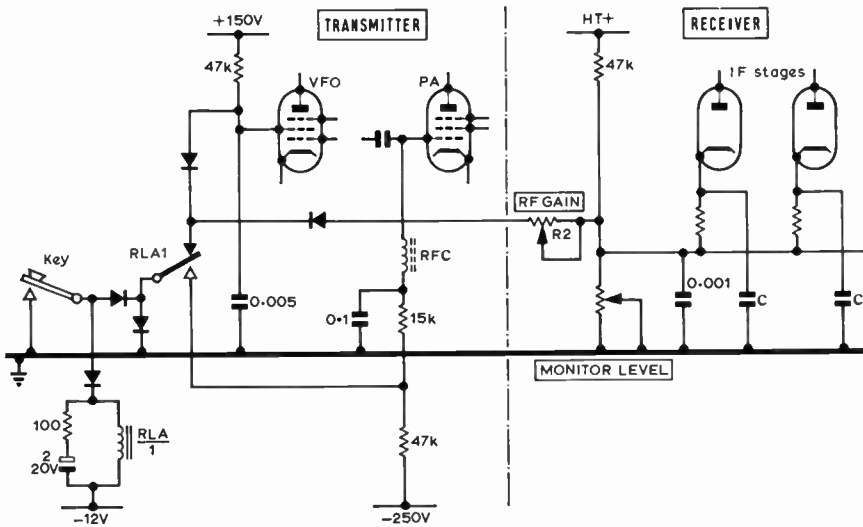 +150V
TRANSMITTER
HT+
RECEIVER
47k
VFO
PA
47k
IF stages
RF GAIN
R2
Key
RLA1
RFC
0·005
0·1
15k
0.001
C
C
MONITOR LEVEL
100
2
20V
RLA
1
47k
-12V
-250V